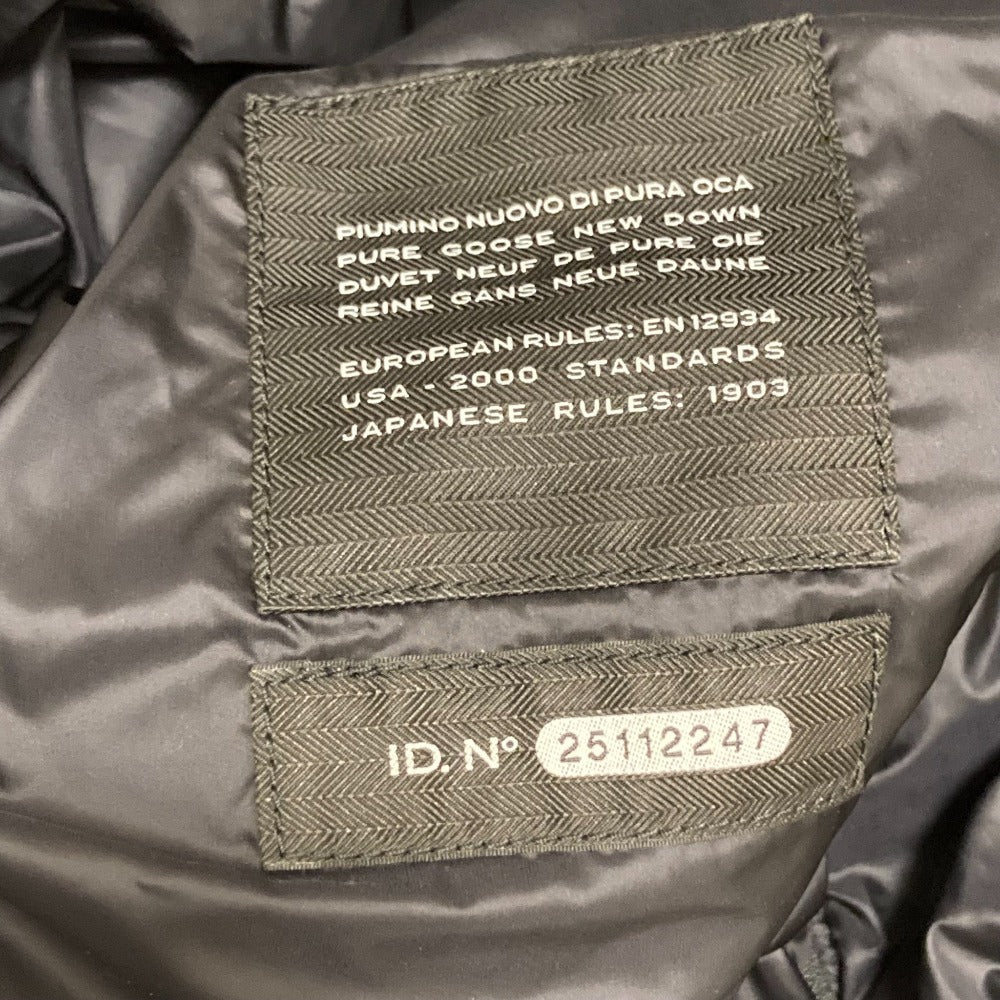 PIUMINO NUOVO DI PURA OCA
PURE GOOSE NEW DOWN
DUVET NEUF DE PURE OIE
REINE GANS NEUE DAUNE
EUROPEAN RULES: EN 12934
USA - 2000 STANDARDS
JAPANESE RULES: 1903
ID. N° 25112247